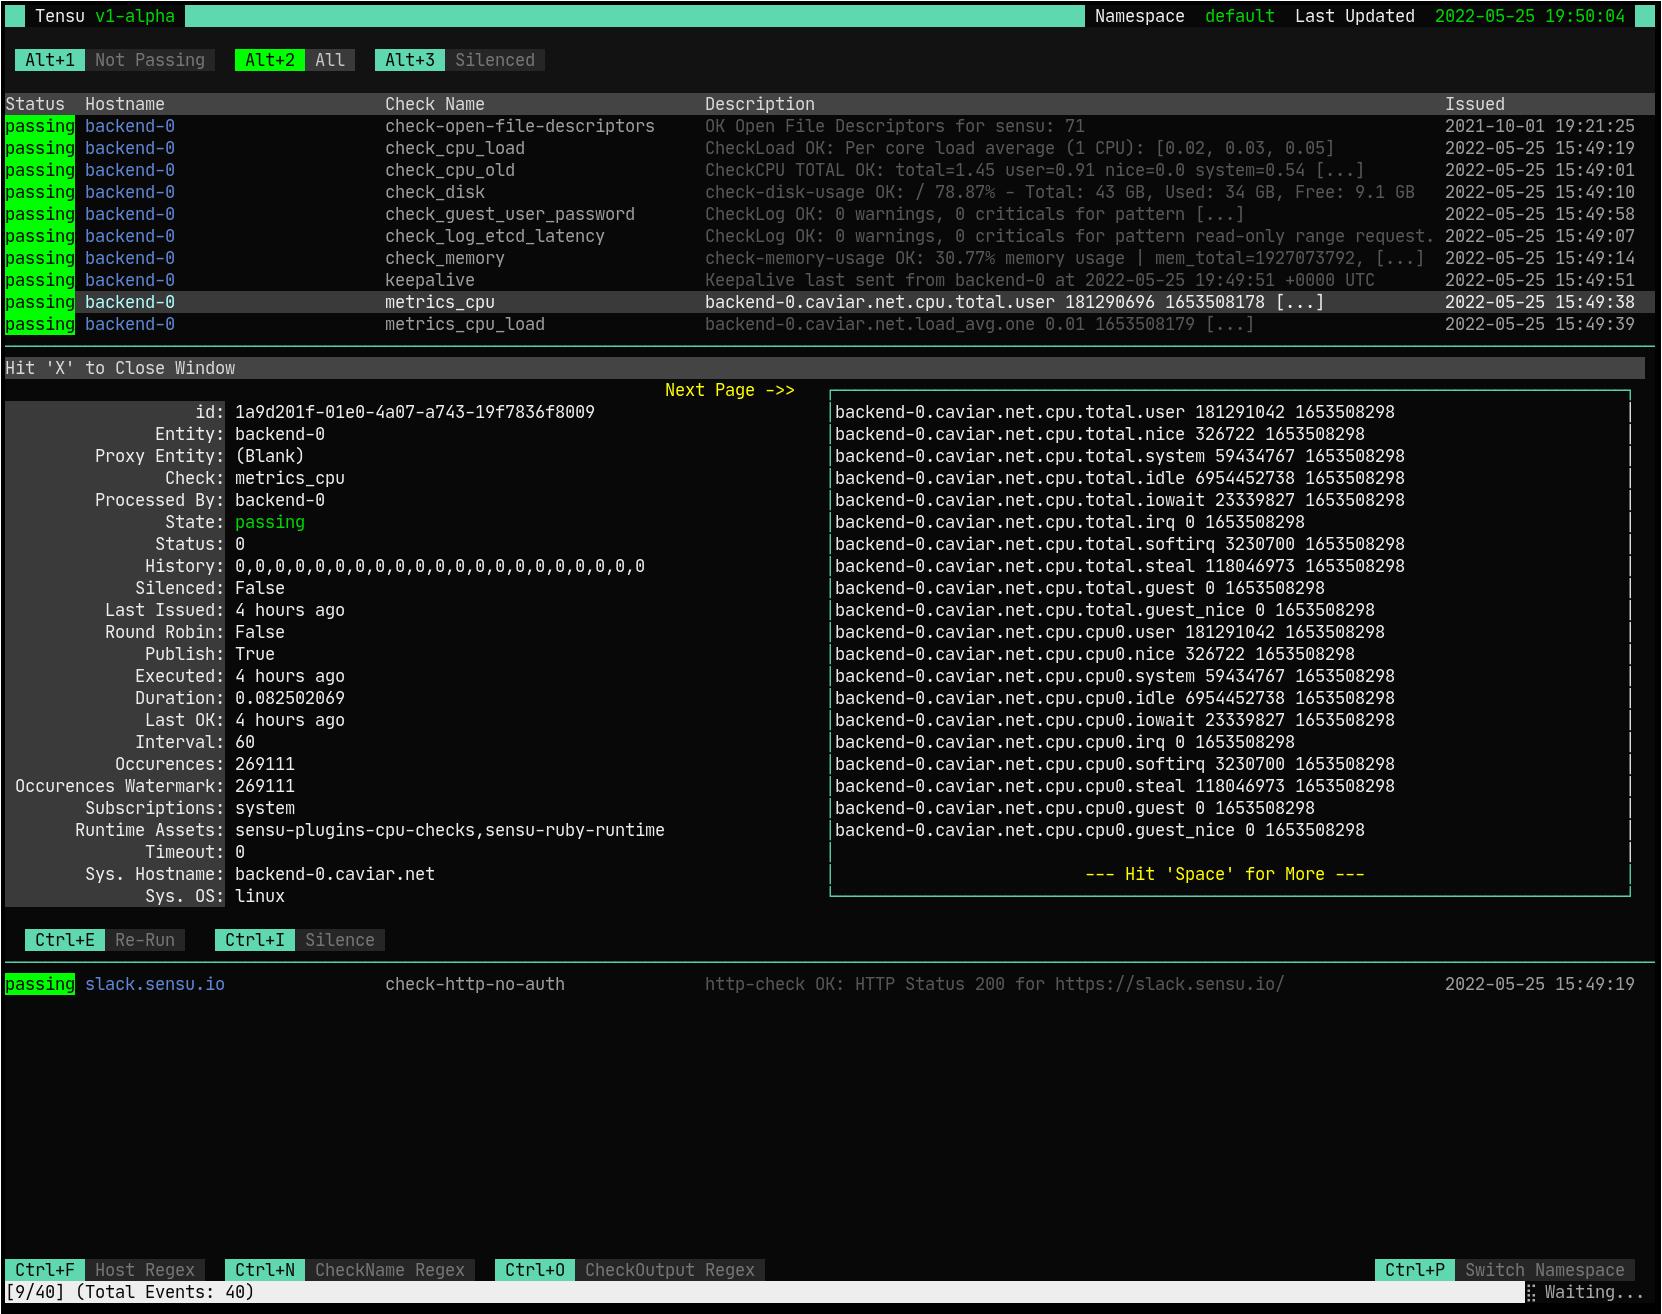 Tensu v1-alpha Namespace default Last Updated 2022-05-25 19:50:04
Alt+1 Not Passing Alt+2 All Alt+3 Silenced
Status Hostname Check Name Description Issued
passing backend-0 check-open-file-descriptors OK Open File Descriptors for sensu: 71 2021-10-01 19:21:25
passing backend-0 check_cpu_load CheckLoad OK: Per core load average (1 CPU): [0.02, 0.03, 0.05] 2022-05-25 15:49:19
passing backend-0 check_cpu_old CheckCPU TOTAL OK: total=1.45 user=0.91 nice=0.0 system=0.54 [...] 2022-05-25 15:49:01
passing backend-0 check_disk check-disk-usage OK: / 78.87% - Total: 43 GB, Used: 34 GB, Free: 9.1 GB 2022-05-25 15:49:10
passing backend-0 check_guest_user_password CheckLog OK: 0 warnings, 0 criticals for pattern [...] 2022-05-25 15:49:58
passing backend-0 check_log_etcd_latency CheckLog OK: 0 warnings, 0 criticals for pattern read-only range request. 2022-05-25 15:49:07
passing backend-0 check_memory check-memory-usage OK: 30.77% memory usage | mem_total=1927073792, [...] 2022-05-25 15:49:14
passing backend-0 keepalive Keepalive last sent from backend-0 at 2022-05-25 19:49:51 +0000 UTC 2022-05-25 15:49:51
passing backend-0 metrics_cpu backend-0.caviar.net.cpu.total.user 181290696 1653508178 [...] 2022-05-25 15:49:38
passing backend-0 metrics_cpu_load backend-0.caviar.net.load_avg.one 0.01 1653508179 [...] 2022-05-25 15:49:39
Hit 'X' to Close Window
Next Page ->>
id: 1a9d201f-01e0-4a07-a743-19f7836f8009
Entity: backend-0
Proxy Entity: (Blank)
Check: metrics_cpu
Processed By: backend-0
State: passing
Status: 0
History: 0,0,0,0,0,0,0,0,0,0,0,0,0,0,0,0,0,0,0,0,0
Silenced: False
Last Issued: 4 hours ago
Round Robin: False
Publish: True
Executed: 4 hours ago
Duration: 0.082502069
Last OK: 4 hours ago
Interval: 60
Occurences: 269111
Occurences Watermark: 269111
Subscriptions: system
Runtime Assets: sensu-plugins-cpu-checks,sensu-ruby-runtime
Timeout: 0
Sys. Hostname: backend-0.caviar.net
Sys. OS: linux
backend-0.caviar.net.cpu.total.user 181291042 1653508298
backend-0.caviar.net.cpu.total.nice 326722 1653508298
backend-0.caviar.net.cpu.total.system 59434767 1653508298
backend-0.caviar.net.cpu.total.idle 6954452738 1653508298
backend-0.caviar.net.cpu.total.iowait 23339827 1653508298
backend-0.caviar.net.cpu.total.irq 0 1653508298
backend-0.caviar.net.cpu.total.softirq 3230700 1653508298
backend-0.caviar.net.cpu.total.steal 118046973 1653508298
backend-0.caviar.net.cpu.total.guest 0 1653508298
backend-0.caviar.net.cpu.total.guest_nice 0 1653508298
backend-0.caviar.net.cpu.cpu0.user 181291042 1653508298
backend-0.caviar.net.cpu.cpu0.nice 326722 1653508298
backend-0.caviar.net.cpu.cpu0.system 59434767 1653508298
backend-0.caviar.net.cpu.cpu0.idle 6954452738 1653508298
backend-0.caviar.net.cpu.cpu0.iowait 23339827 1653508298
backend-0.caviar.net.cpu.cpu0.irq 0 1653508298
backend-0.caviar.net.cpu.cpu0.softirq 3230700 1653508298
backend-0.caviar.net.cpu.cpu0.steal 118046973 1653508298
backend-0.caviar.net.cpu.cpu0.guest 0 1653508298
backend-0.caviar.net.cpu.cpu0.guest_nice 0 1653508298
--- Hit 'Space' for More ---
Ctrl+E Re-Run Ctrl+I Silence
passing slack.sensu.io check-http-no-auth http-check OK: HTTP Status 200 for https://slack.sensu.io/ 2022-05-25 15:49:19
Ctrl+F Host Regex Ctrl+N CheckName Regex Ctrl+O CheckOutput Regex Ctrl+P Switch Namespace
[9/40] (Total Events: 40) Waiting...